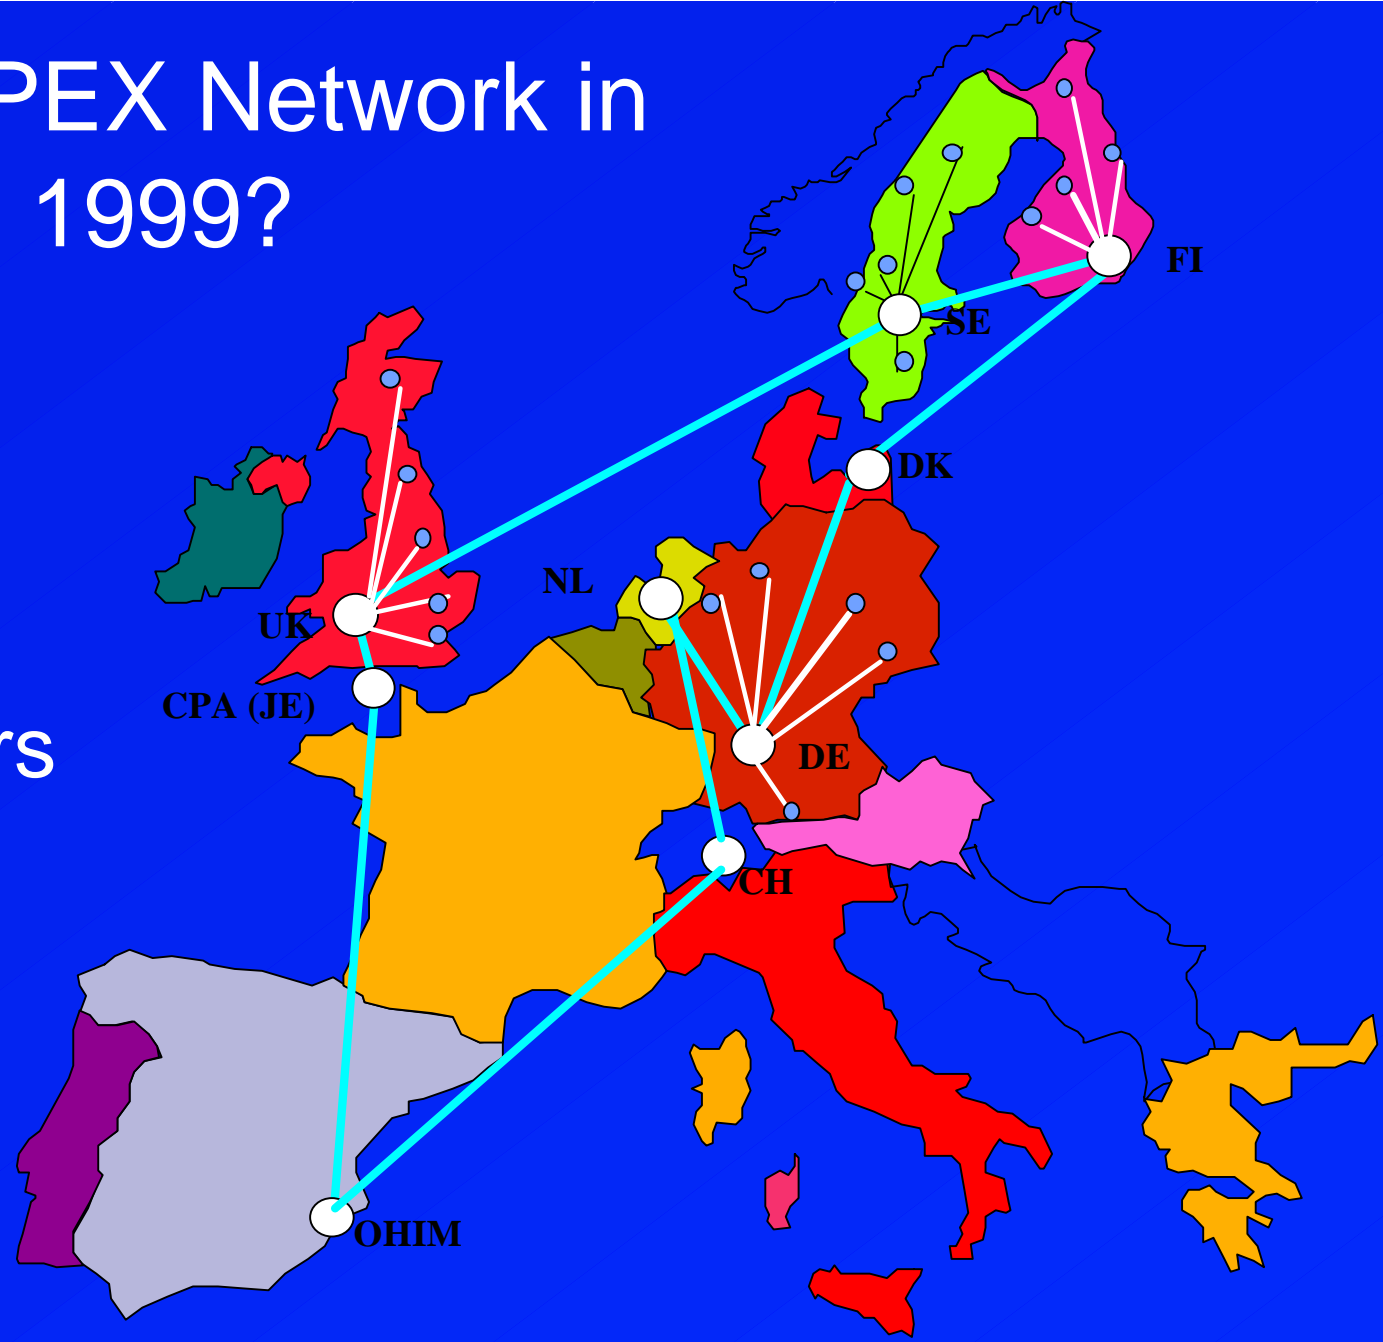 PEX Network in
1999?
FI
SE
DK
NL
UK
CPA (JE)
rs
DE
CH
OHIM